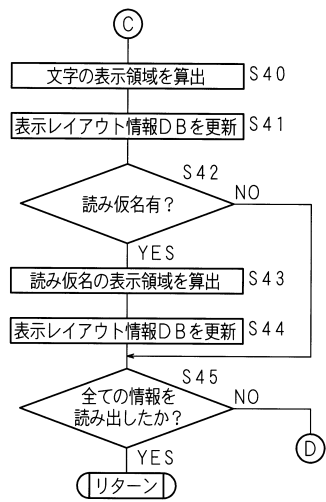 C
文字の表示領域を算出 S40
表示レイアウト情報DBを更新 S41
S42
読み仮名有? NO
YES
読み仮名の表示領域を算出 S43
表示レイアウト情報DBを更新 S44
S45
全ての情報を
読み出したか? NO
D
YES
リターン